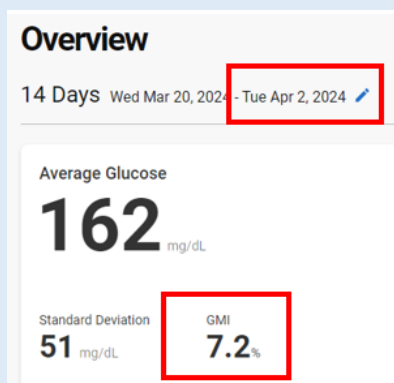 Overview
14 Days Wed Mar 20, 2024 - Tue Apr 2, 2024
Average Glucose
162 mg/dL
Standard Deviation GMI
51 mg/dL 7.2%